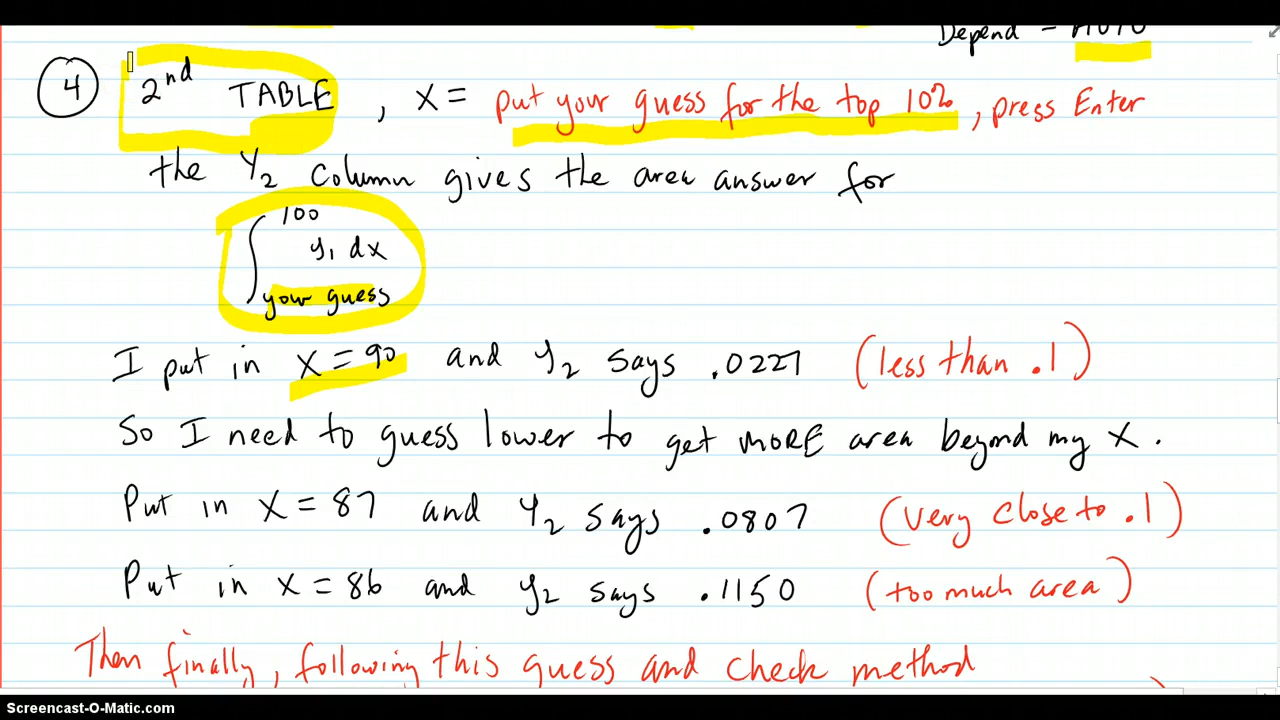 Depend = AUTO
4 2nd TABLE , X = put your guess for the top 10% , press Enter
the Y2 column gives the area answer for
∫ 100
y1 dx
your guess
I put in X = 90 and Y2 says .0227 (less than .1)
So I need to guess lower to get MORE area beyond my X.
Put in X = 87 and Y2 says .0807 (very close to .1)
Put in X = 86 and Y2 says .1150 (too much area)
Then finally, following this guess and check method
Screencast-O-Matic.com